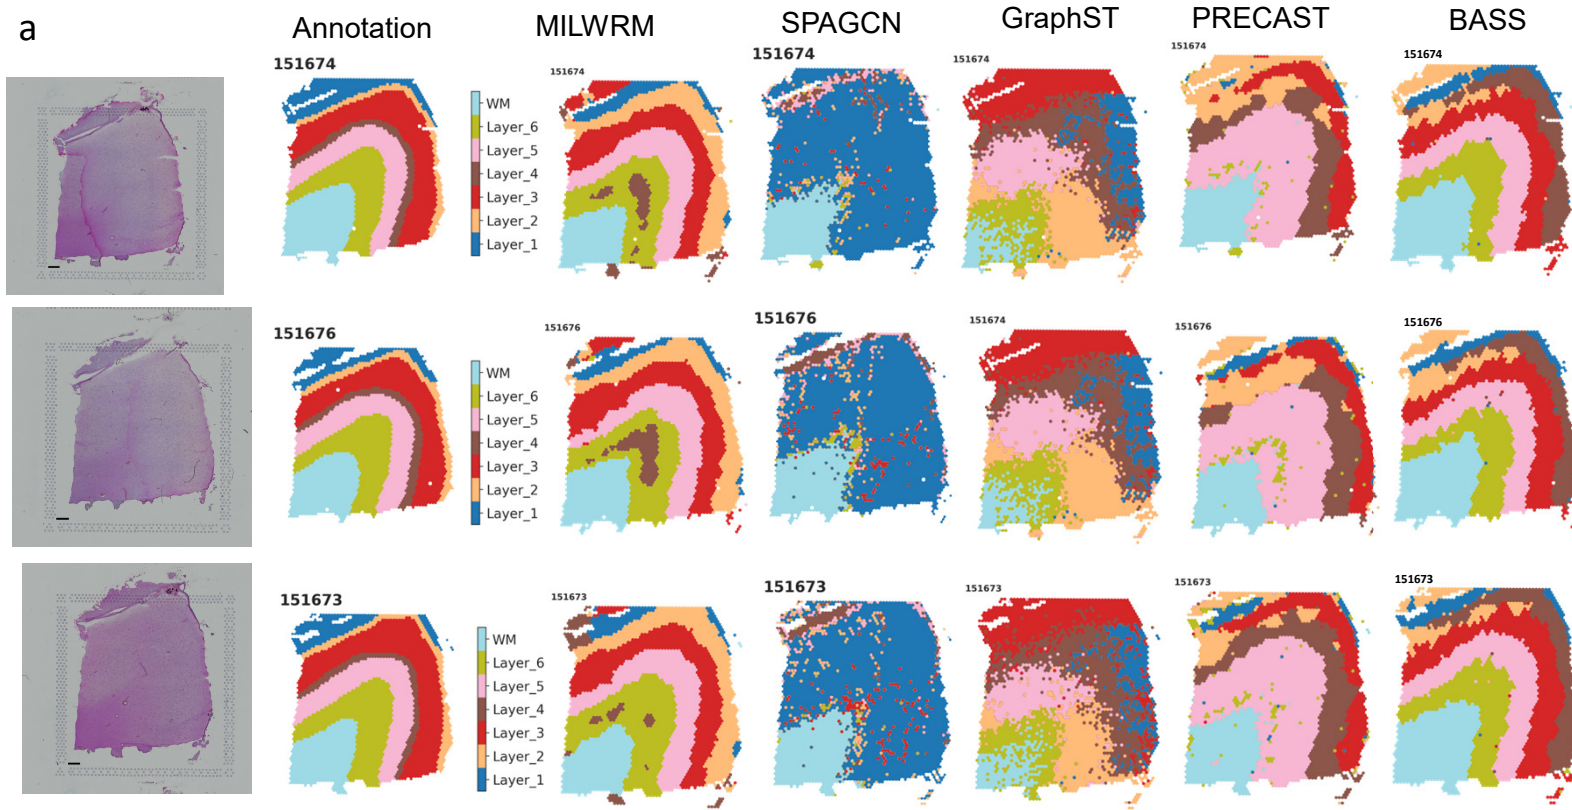 a
Annotation MILWRM SPAGCN GraphST PRECAST BASS
151674 151674 151674 151674 151674 151674
WM
Layer_6
Layer_5
Layer_4
Layer_3
Layer_2
Layer_1
151676 151676 151676 151674 151676 151676
WM
Layer_6
Layer_5
Layer_4
Layer_3
Layer_2
Layer_1
151673 151673 151673 151673 151673 151673
WM
Layer_6
Layer_5
Layer_4
Layer_3
Layer_2
Layer_1